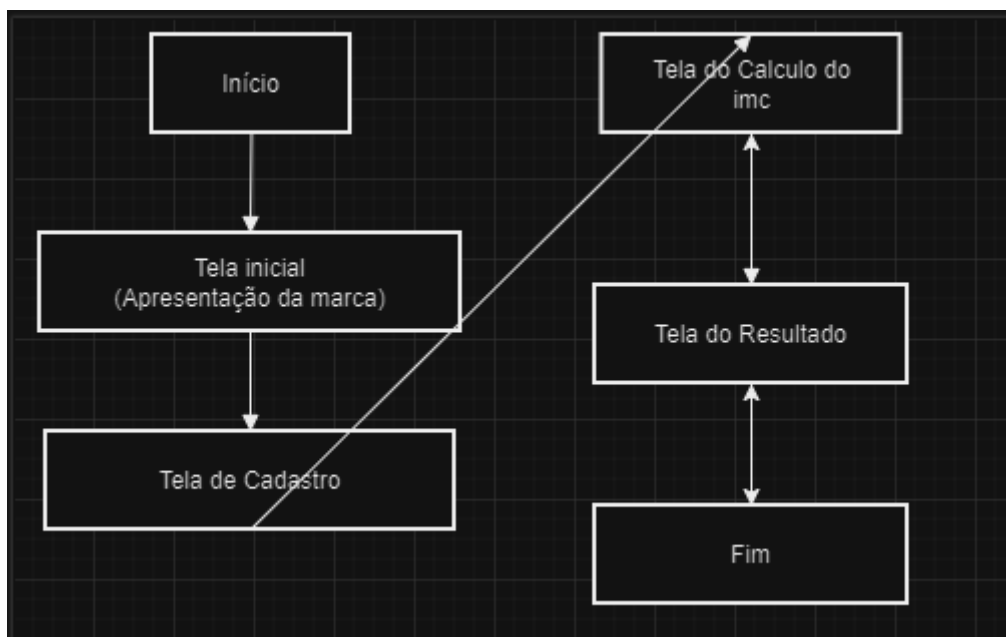 Início
Tela inicial
(Apresentação da marca)
Tela de Cadastro
Tela do Calculo do
imc
Tela do Resultado
Fim